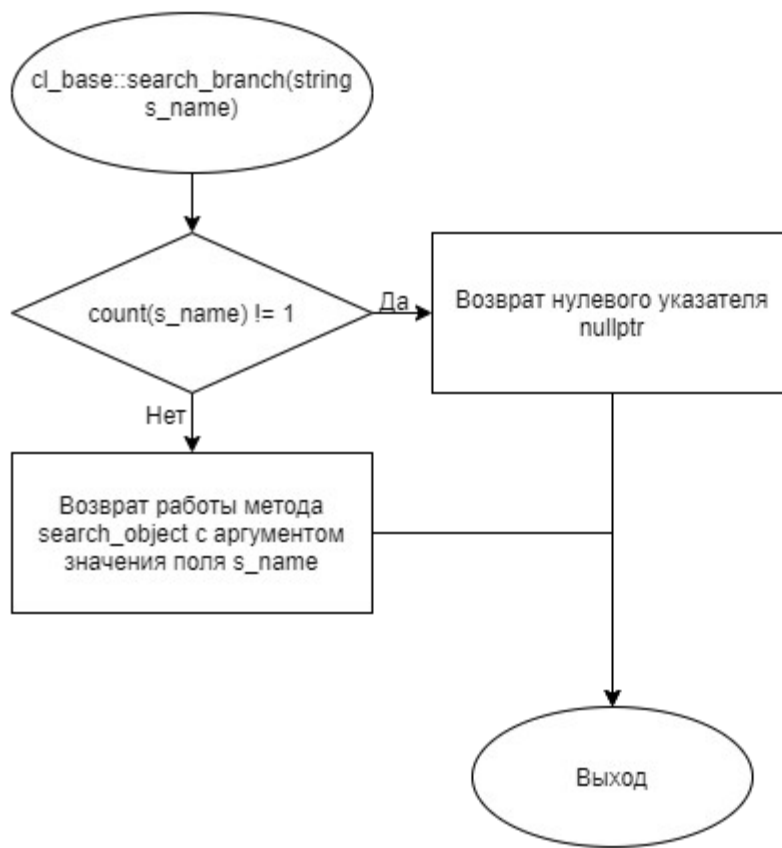 cl_base::search_branch(string
s_name)
count(s_name) != 1
Да
Возврат нулевого указателя
nullptr
Нет
Возврат работы метода
search_object с аргументом
значения поля s_name
Выход